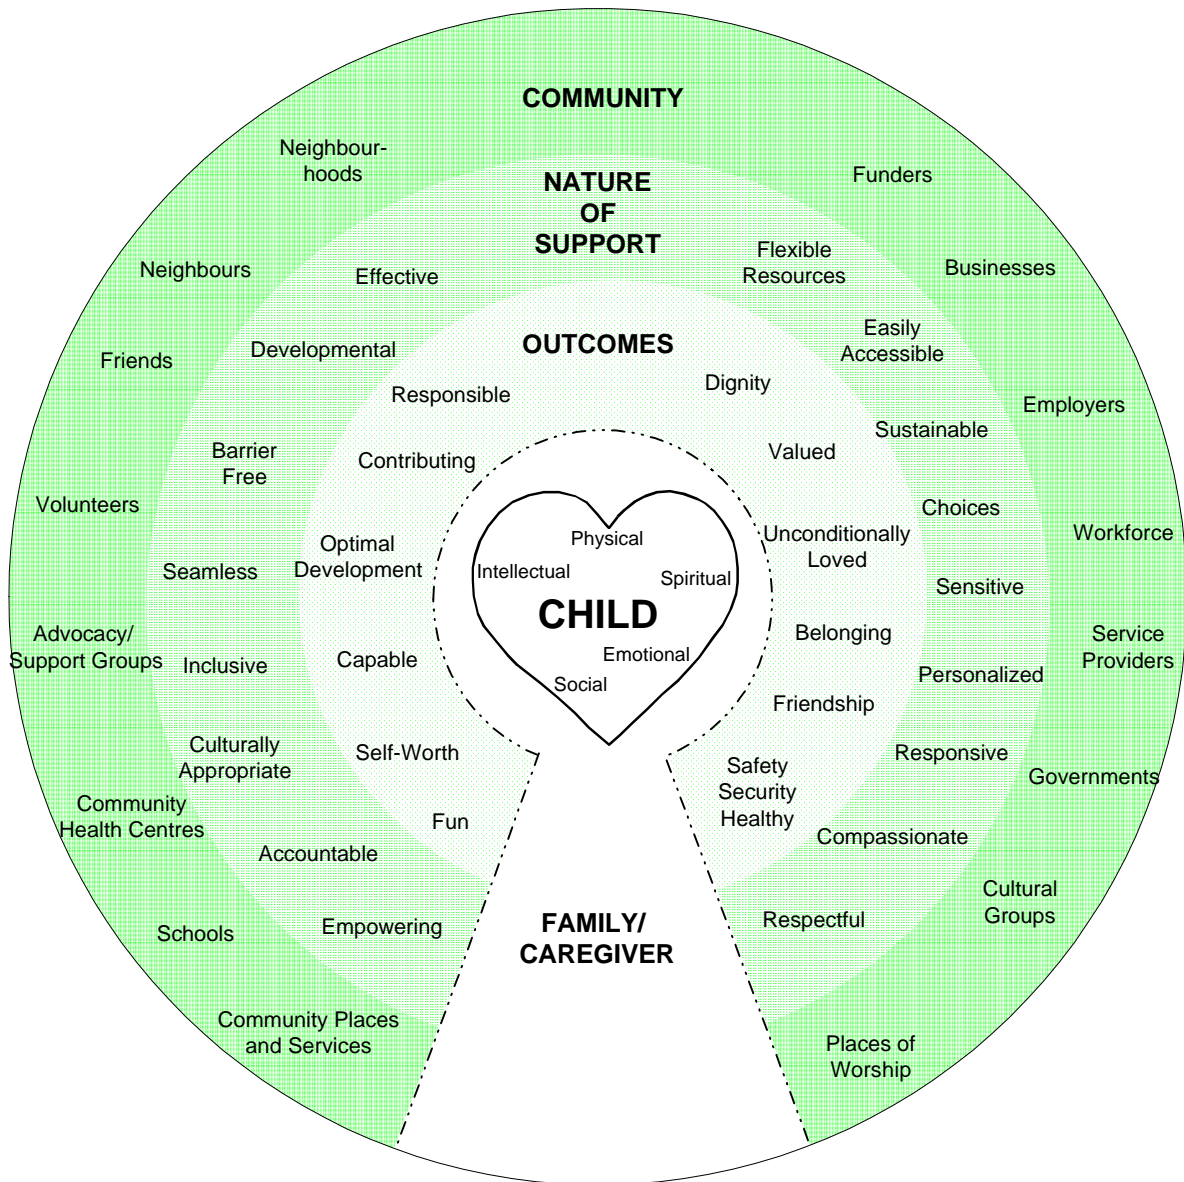 COMMUNITY
Neighbour-
hoods
Neighbours
Friends
Volunteers
Advocacy/
Support Groups
Community
Health Centres
Schools
Community Places
and Services
Funders
Businesses
Employers
Workforce
Service
Providers
Governments
Cultural
Groups
Places of
Worship
NATURE
OF
SUPPORT
Effective
Developmental
Barrier
Free
Seamless
Inclusive
Culturally
Appropriate
Accountable
Empowering
Flexible
Resources
Easily
Accessible
Sustainable
Choices
Sensitive
Personalized
Responsive
Compassionate
Respectful
OUTCOMES
Responsible
Contributing
Optimal
Development
Capable
Self-Worth
Fun
Dignity
Valued
Unconditionally
Loved
Belonging
Friendship
Safety
Security
Healthy
Physical
Intellectual
Spiritual
CHILD
Emotional
Social
FAMILY/
CAREGIVER